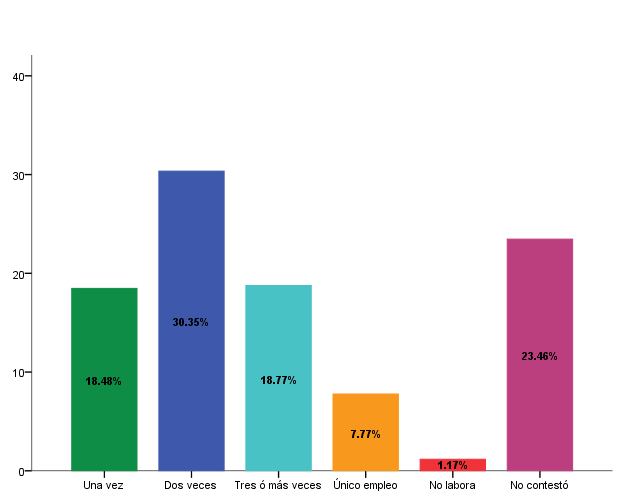 40
30
20
10
0
18.48%
30.35%
18.77%
7.77%
1.17%
23.46%
Una vez
Dos veces
Tres ó más veces
Único empleo
No labora
No contestó